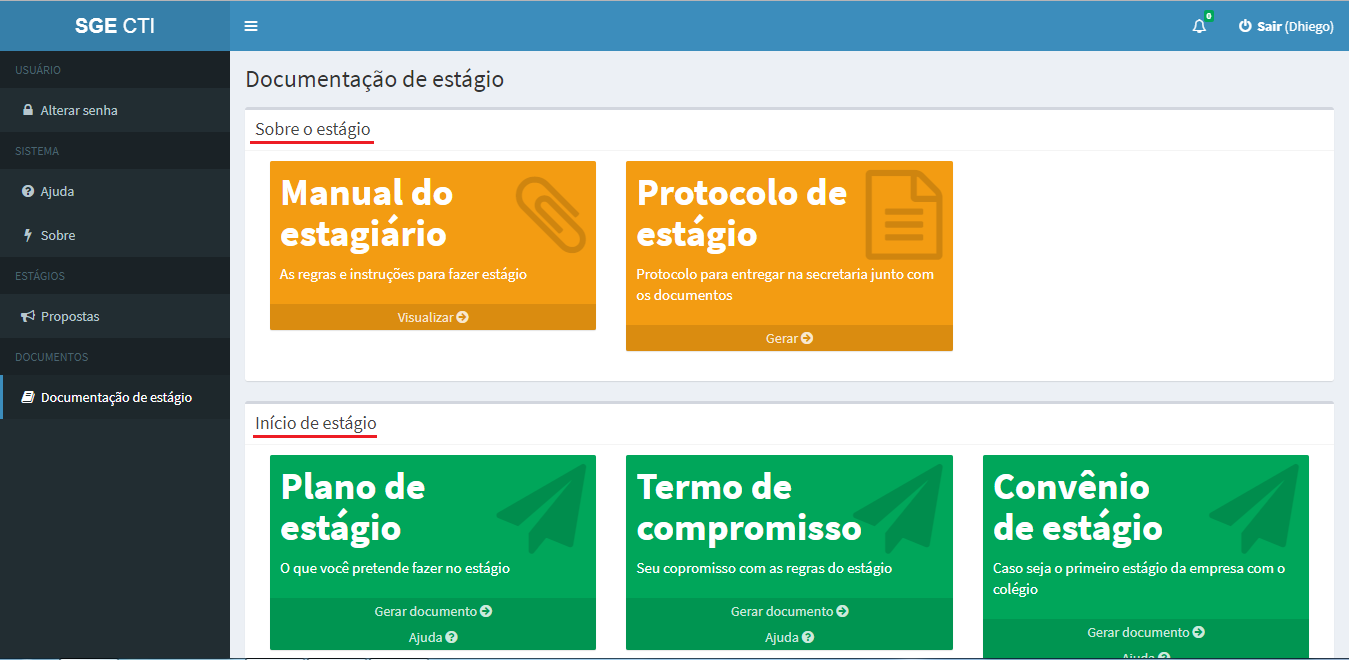 SGE CTI
0
Sair (Dhiego)
USUÁRIO
Alterar senha
SISTEMA
Ajuda
Sobre
ESTÁGIOS
Propostas
DOCUMENTOS
Documentação de estágio
Documentação de estágio
Sobre o estágio
Manual do
estagiário
As regras e instruções para fazer estágio
Visualizar
Protocolo de
estágio
Protocolo para entregar na secretaria junto com
os documentos
Gerar
Início de estágio
Plano de
estágio
O que você pretende fazer no estágio
Gerar documento
Ajuda
Termo de
compromisso
Seu copromisso com as regras do estágio
Gerar documento
Ajuda
Convênio
de estágio
Caso seja o primeiro estágio da empresa com o
colégio
Gerar documento
Ajuda